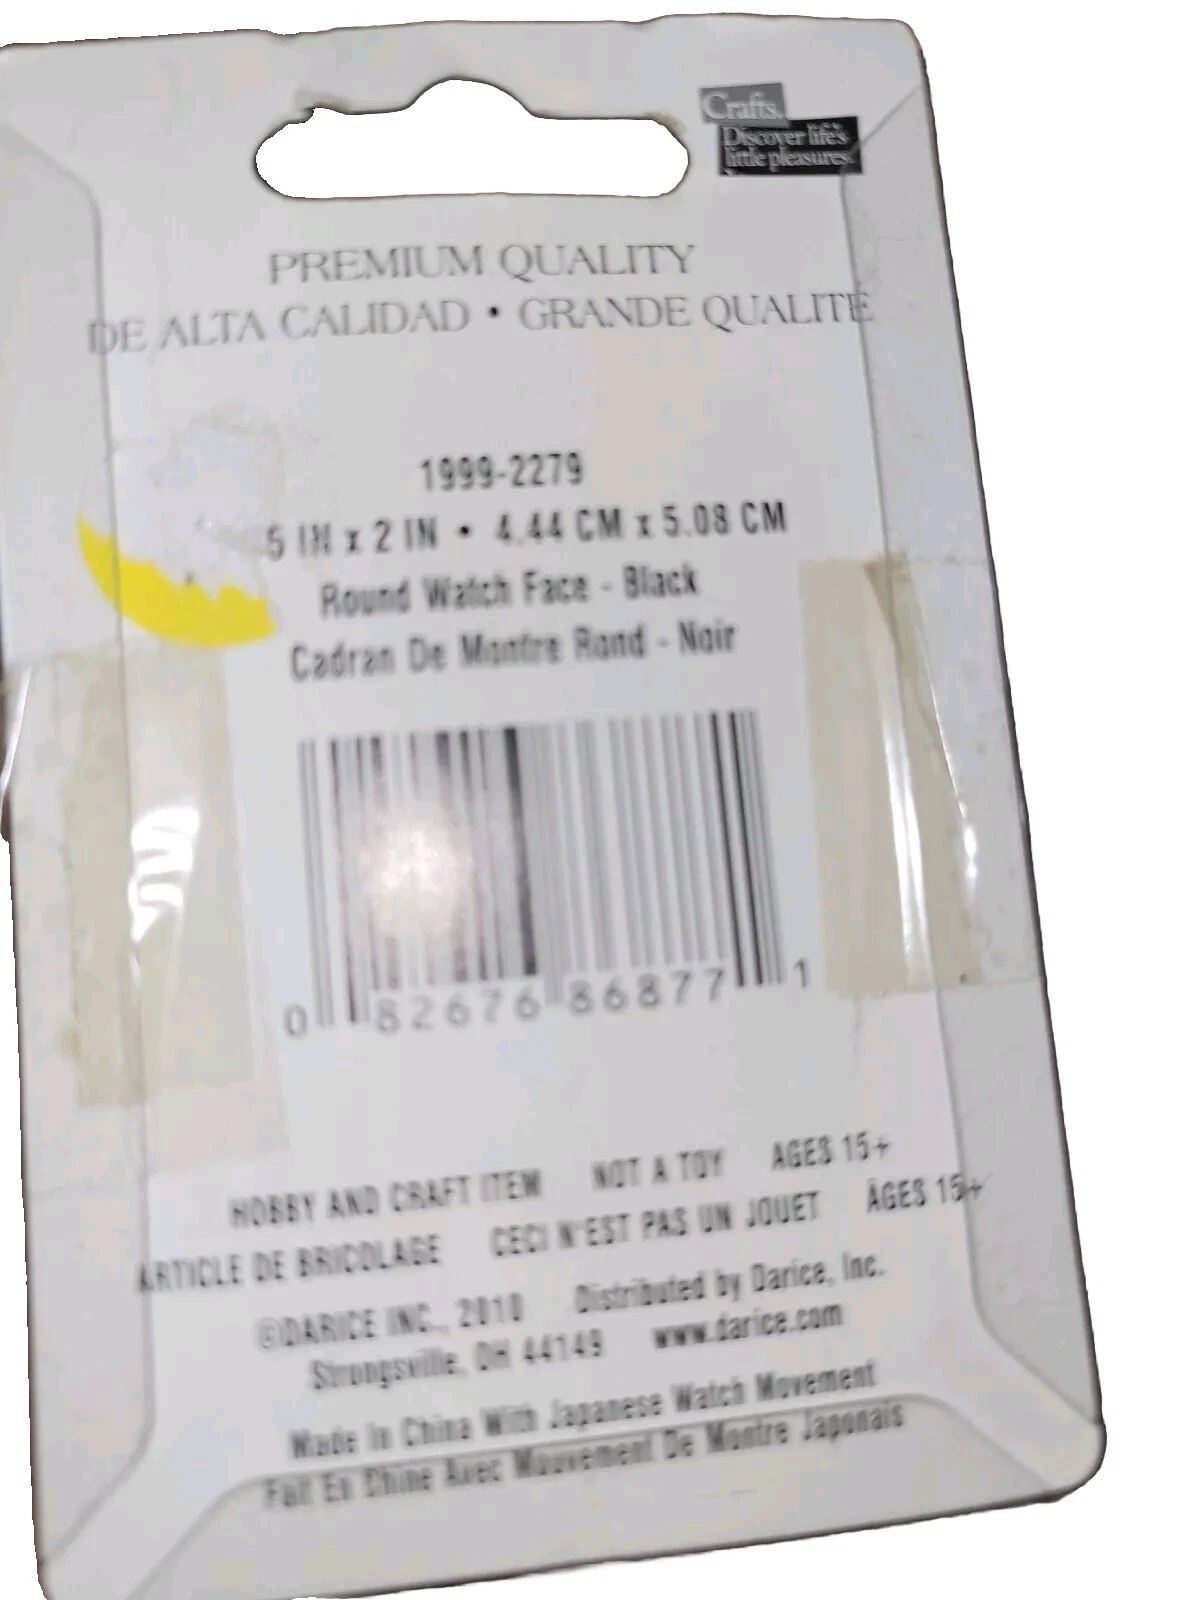 Crafts.
Discover life's
little pleasures.
PREMIUM QUALITY
DE ALTA CALIDAD • GRANDE QUALITÉ
1999-2279
5 IN x 2 IN • 4.44 CM x 5.08 CM
Round Watch Face - Black
Cadran De Montre Rond - Noir
0 82676 86877 1
HOBBY AND CRAFT ITEM NOT A TOY AGES 15+
ARTICLE DE BRICOLAGE CECI N'EST PAS UN JOUET ÂGES 15+
©DARICE INC., 2010 Distributed by Darice, Inc.
Strongsville, OH 44149 www.darice.com
Made In China With Japanese Watch Movement
Fait En Chine Avec Mouvement De Montre Japonais